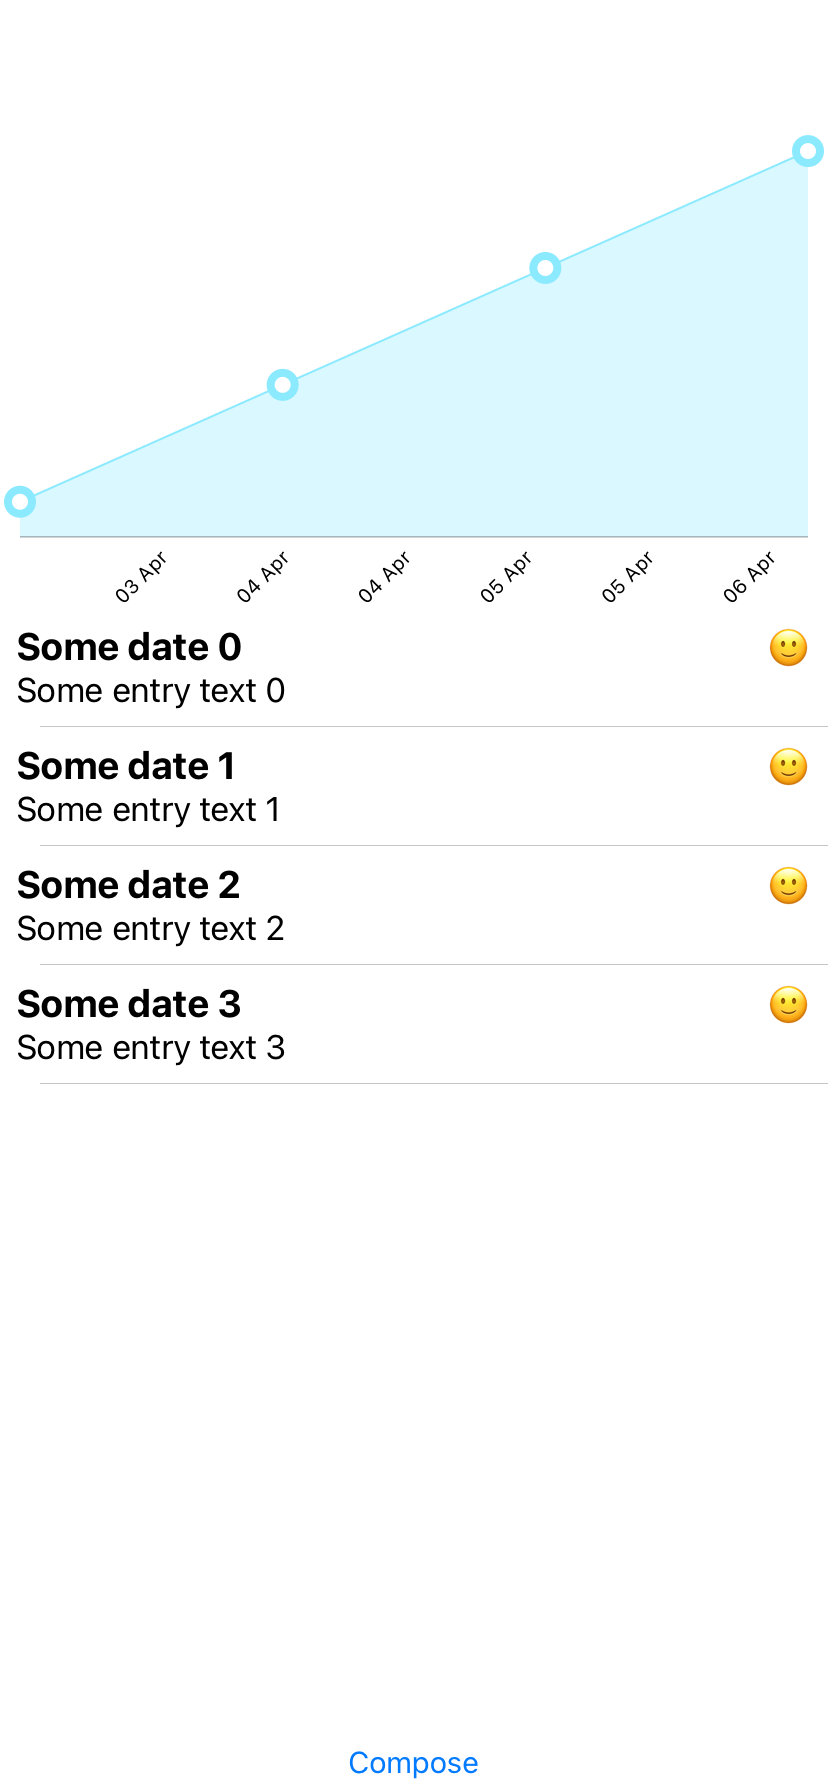 03 Apr
04 Apr
04 Apr
05 Apr
05 Apr
06 Apr
Some date 0
Some entry text 0
Some date 1
Some entry text 1
Some date 2
Some entry text 2
Some date 3
Some entry text 3
Compose